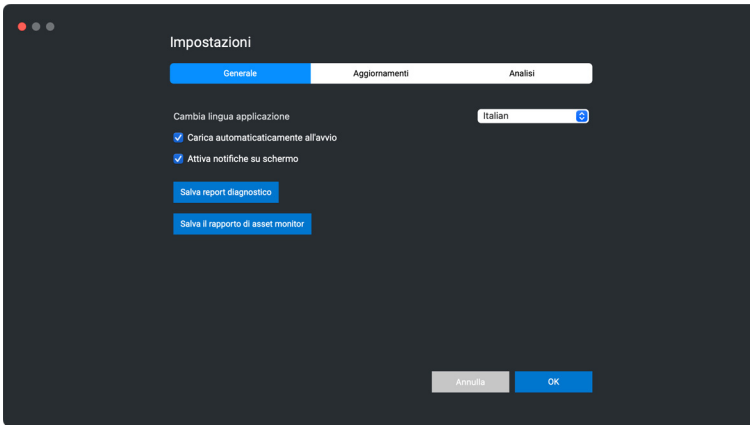 Impostazioni
Generale Aggiornamenti Analisi
Cambia lingua applicazione Italian
Carica automaticaticamente all'avvio
Attiva notifiche su schermo
Salva report diagnostico
Salva il rapporto di asset monitor
Annulla OK